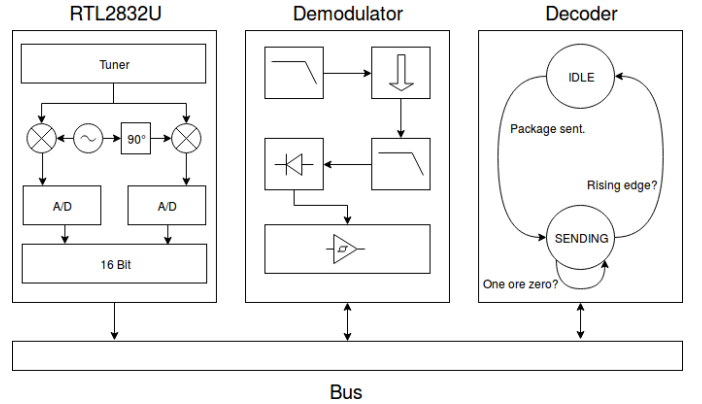 RTL2832U
Demodulator
Decoder
Tuner
90°
A/D
A/D
16 Bit
IDLE
Package sent.
Rising edge?
SENDING
One ore zero?
Bus